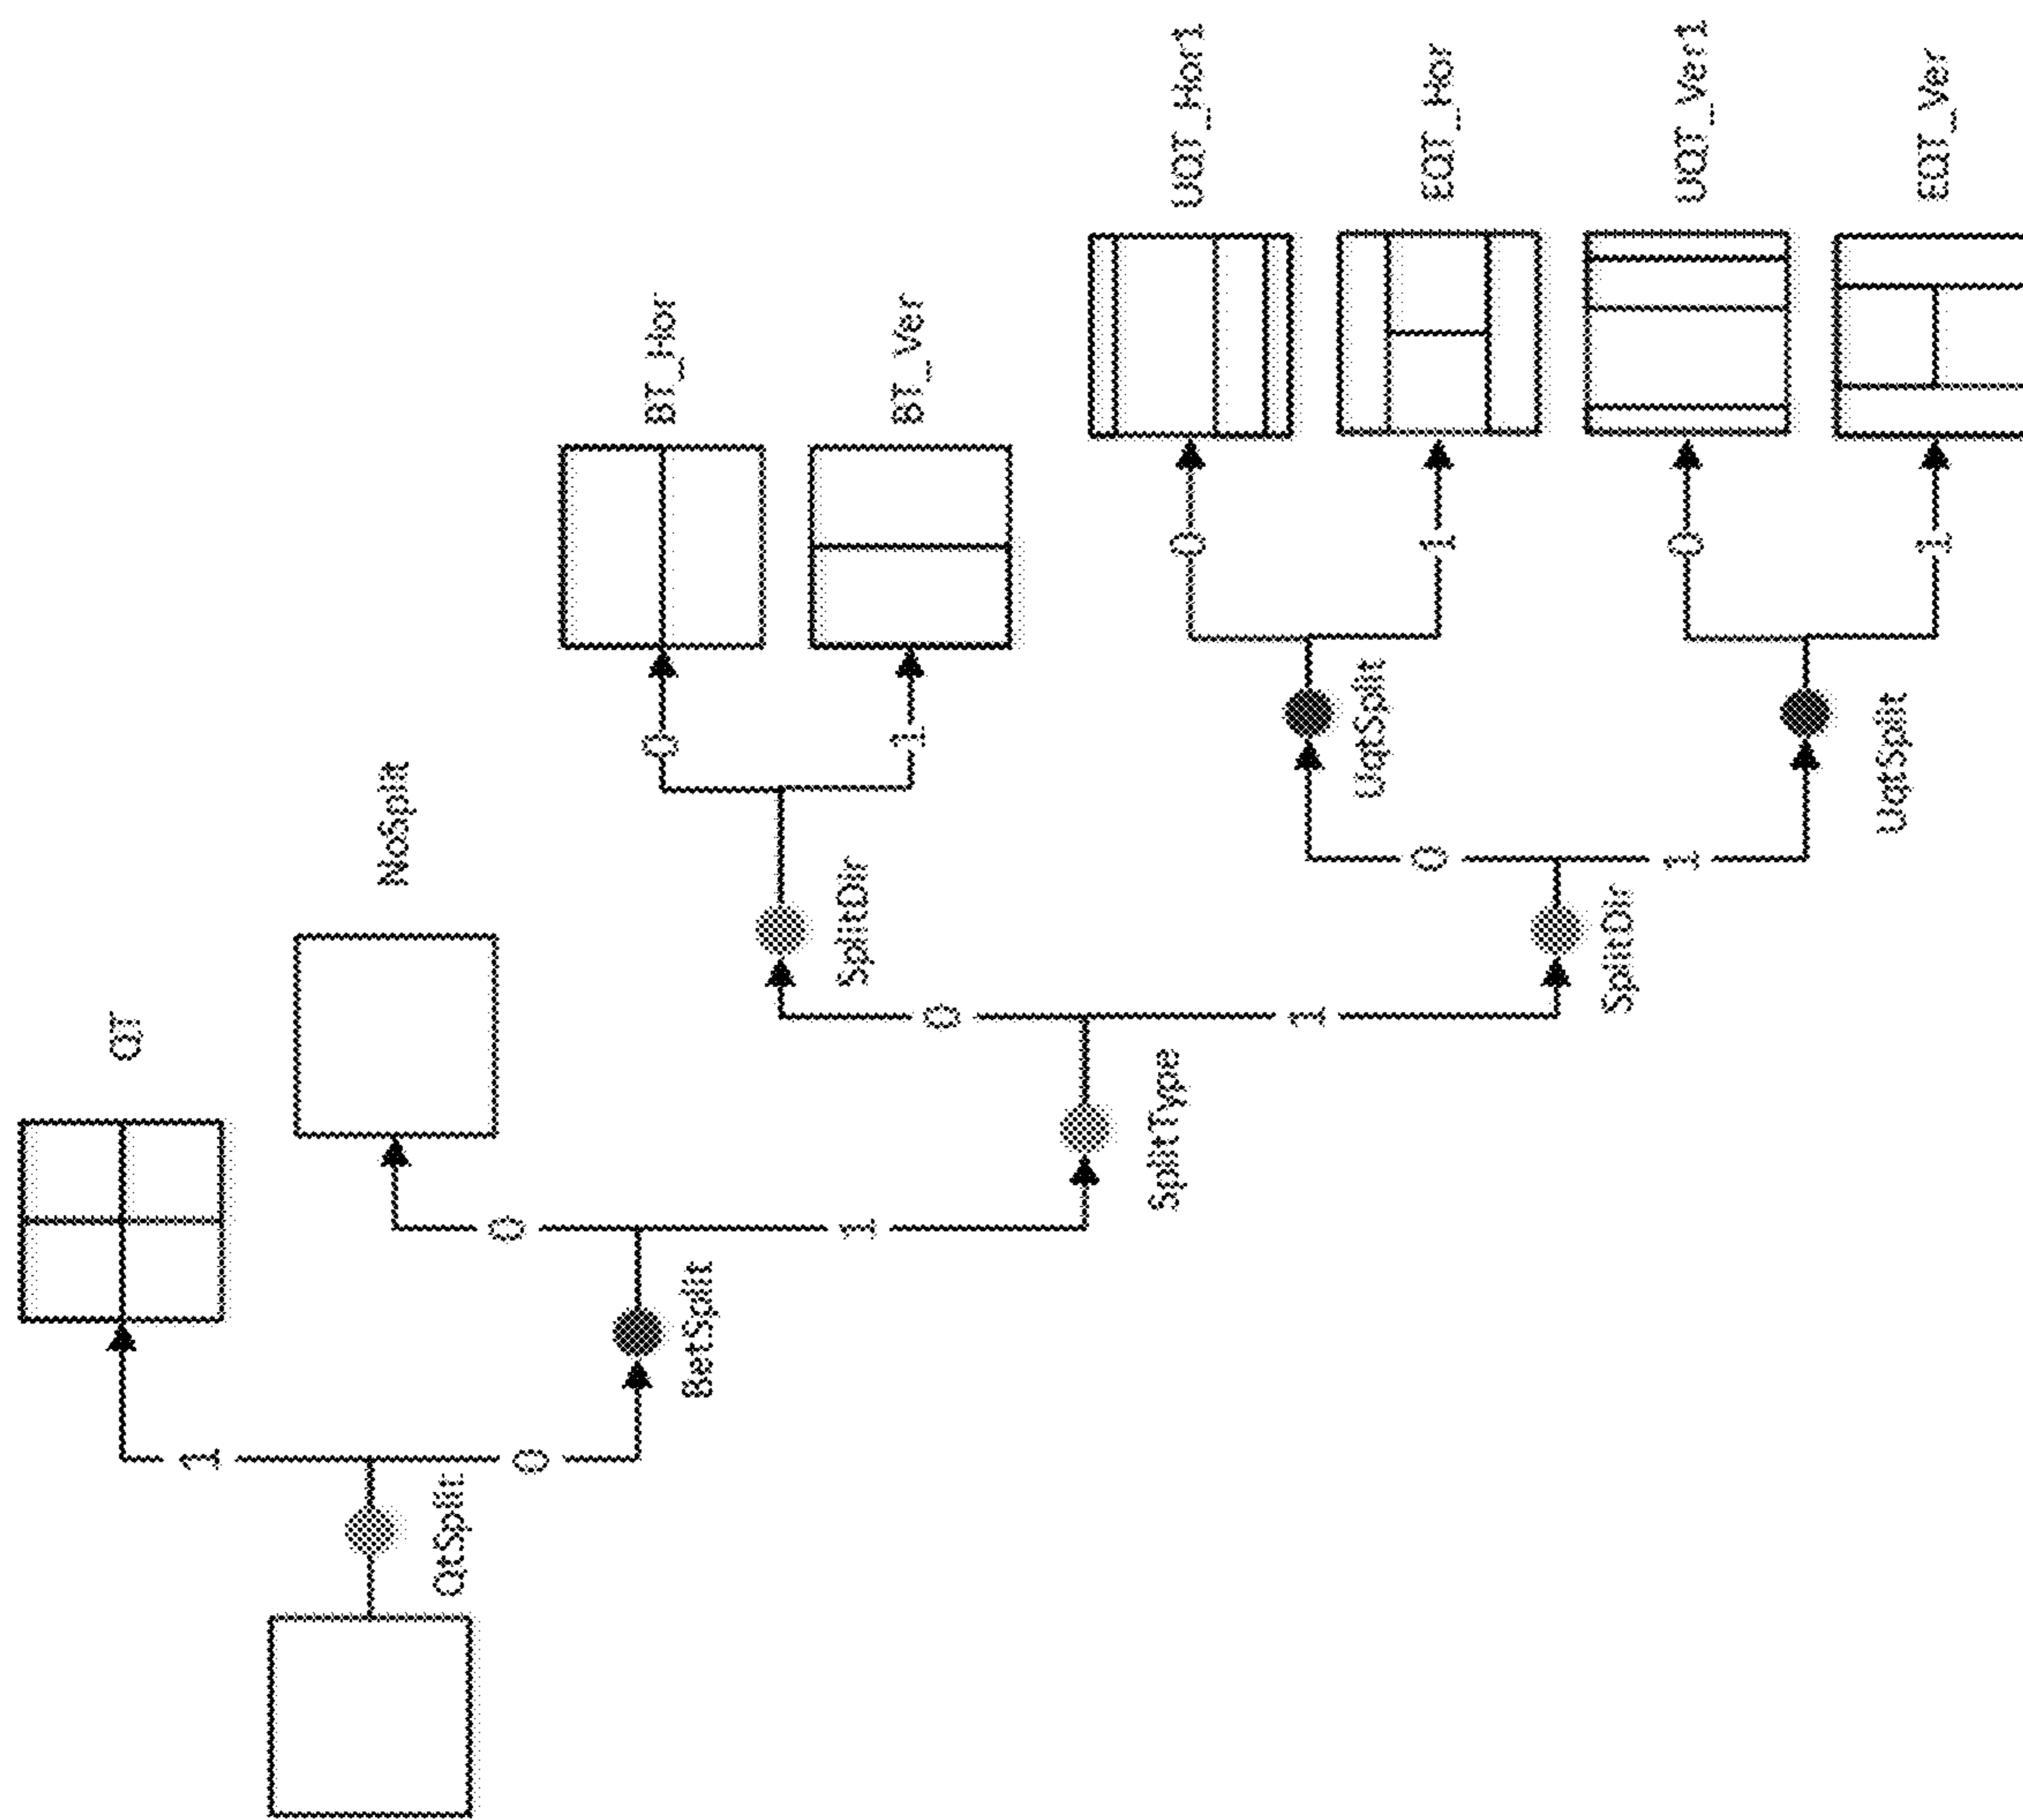 QT
1
QtSplit
0
NoSplit
0
BetSplit
1
BT_Hor
0
SplitDir
BT_Ver
1
0
SplitType
1
UQT_Hor1
0
UqtSplit
EQT_Hor
1
0
SplitDir
1
UQT_Ver1
0
UqtSplit
EQT_Ver
1